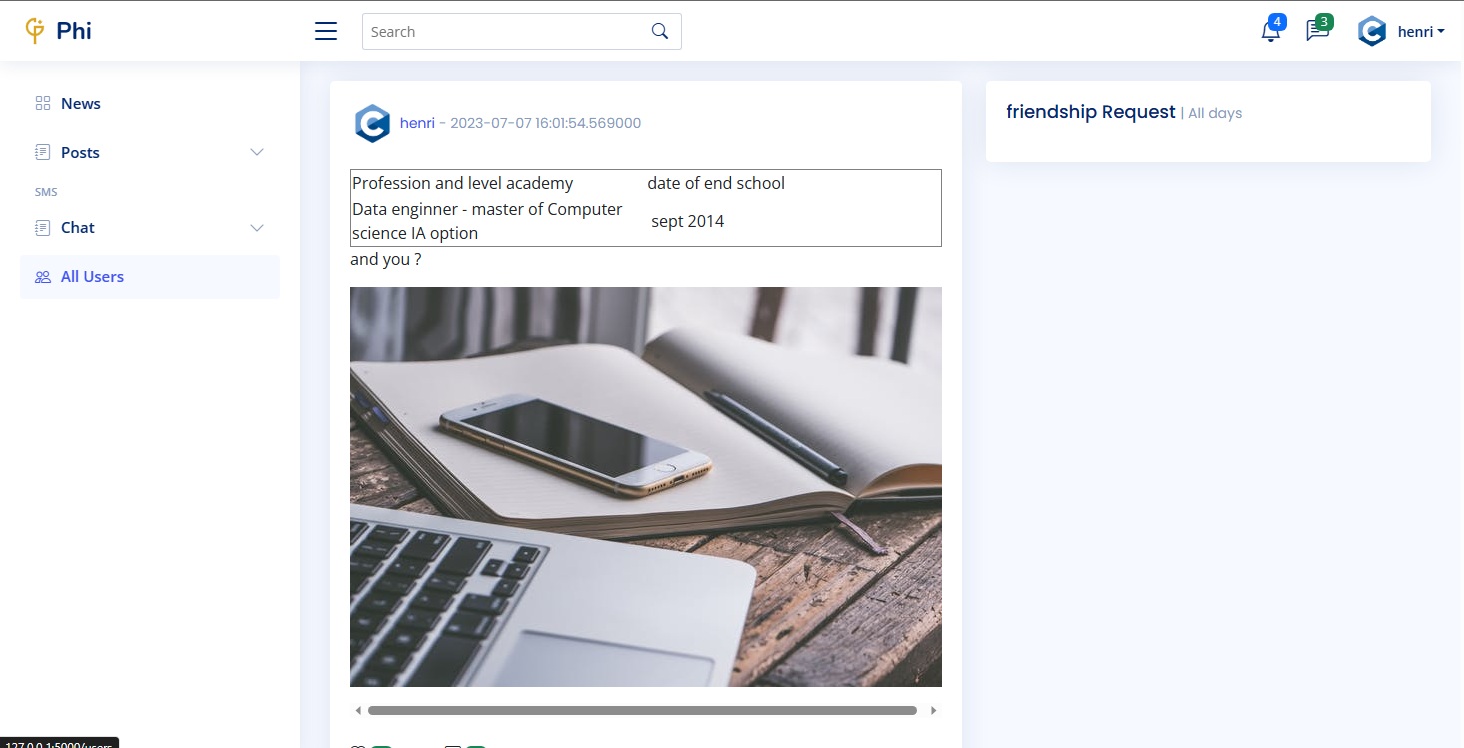 Phi
Search
4
3
henri
News
Posts
SMS
Chat
All Users
henri - 2023-07-07 16:01:54.569000
Profession and level academy date of end school
Data enginner - master of Computer
science IA option
sept 2014
and you ?
friendship Request | All days
127.0.0.1:5000/users